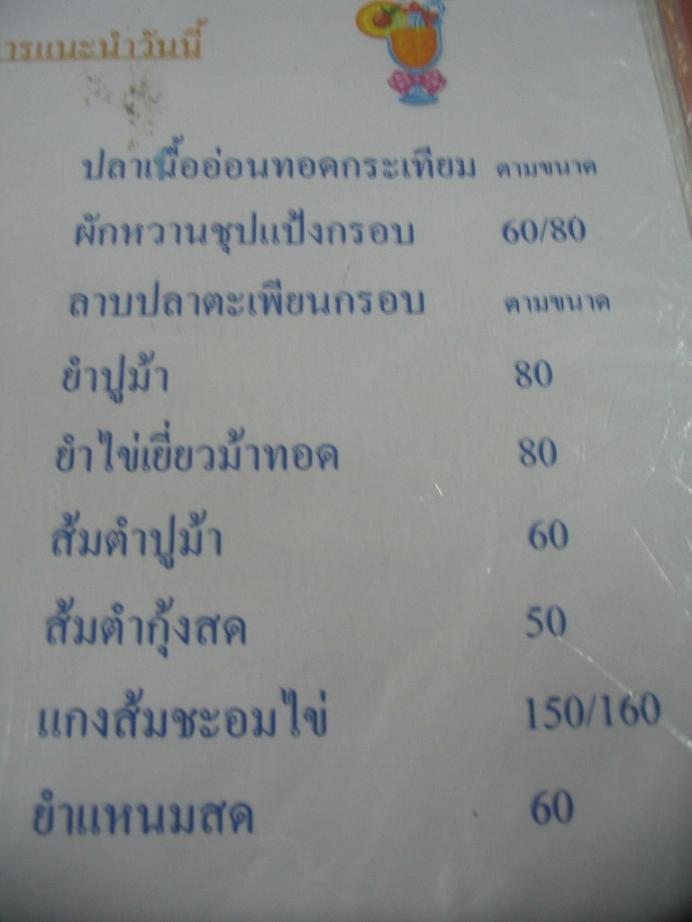 ารแนะนำวันนี้
ปลาเนื้ออ่อนทอดกระเทียม ตามขนาด
ผักหวานชุปแป้งกรอบ 60/80
ลาบปลาตะเพียนกรอบ ตามขนาด
ยำปูม้า 80
ยำไข่เยี่ยวม้าทอด 80
ส้มตำปูม้า 60
ส้มตำกุ้งสด 50
แกงส้มชะอมไข่ 150/160
ยำแหนมสด 60